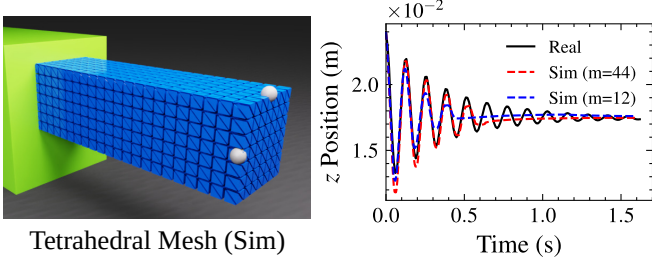 ×10⁻²
2.0
1.5
z Position (m)
Real
Sim (m=44)
Sim (m=12)
0.0 0.5 1.0 1.5
Time (s)
Tetrahedral Mesh (Sim)